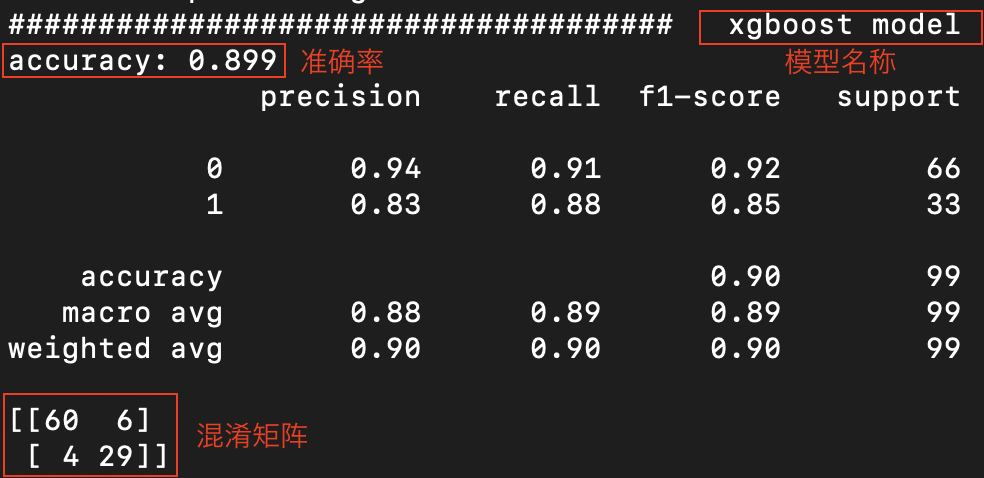 ##################################### xgboost model
accuracy: 0.899 准确率 模型名称
precision recall f1-score support
0 0.94 0.91 0.92 66
1 0.83 0.88 0.85 33
accuracy 0.90 99
macro avg 0.88 0.89 0.89 99
weighted avg 0.90 0.90 0.90 99
[[60 6]
混淆矩阵
[ 4 29]]